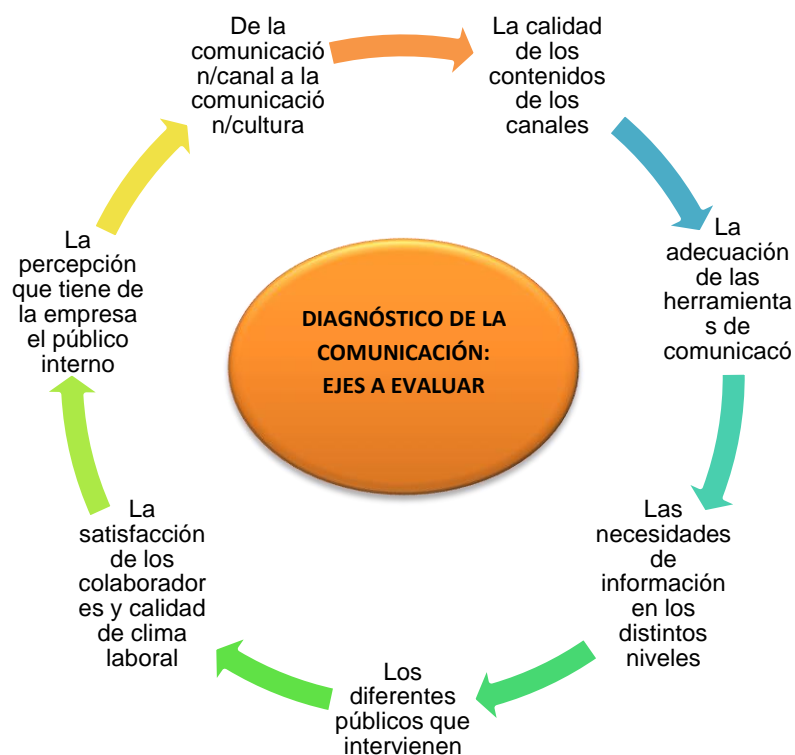 De la
comunicació
n/canal a la
comunicació
n/cultura
La calidad
de los
contenidos
de los
canales
La
adecuación
de las
herramienta
s de
comunicacó
Las
necesidades
de
información
en los
distintos
niveles
Los
diferentes
públicos que
intervienen
La
satisfacción
de los
colaborador
es y calidad
de clima
laboral
La
percepción
que tiene de
la empresa
el público
interno
DIAGNÓSTICO DE LA
COMUNICACIÓN:
EJES A EVALUAR